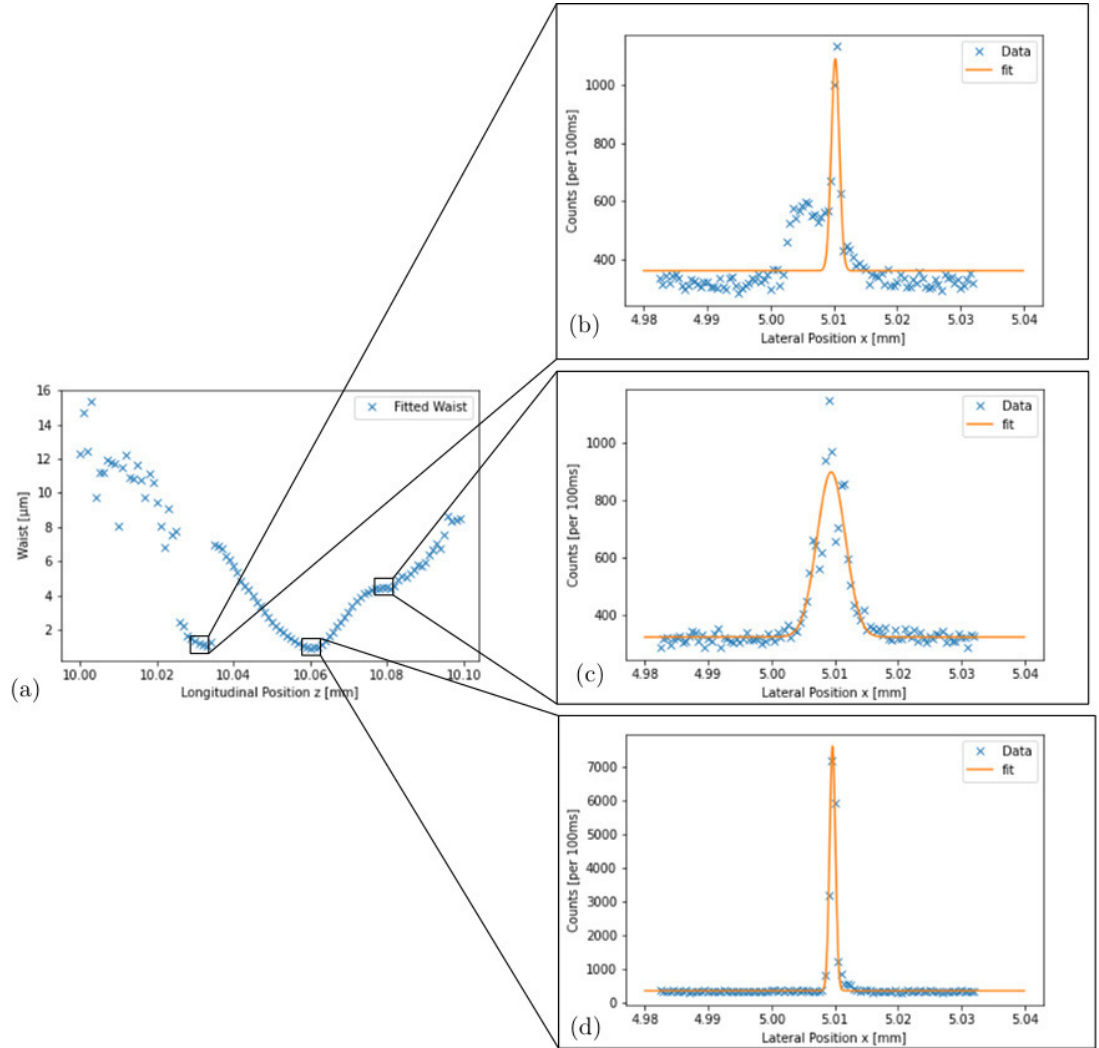 1000
800
600
400
Counts [per 100ms]
Data
fit
4.98 4.99 5.00 5.01 5.02 5.03 5.04
Lateral Position x [mm]
(b)
16
14
12
10
8
6
4
2
Waist [μm]
Fitted Waist
10.00 10.02 10.04 10.06 10.08 10.10
Longitudinal Position z [mm]
(a)
1000
800
600
400
Counts [per 100ms]
Data
fit
4.98 4.99 5.00 5.01 5.02 5.03 5.04
Lateral Position x [mm]
(c)
7000
6000
5000
4000
3000
2000
1000
0
Counts [per 100ms]
Data
fit
4.98 4.99 5.00 5.01 5.02 5.03 5.04
Lateral Position x [mm]
(d)